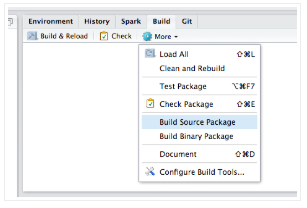 Environment History Spark Build Git
Build & Reload Check More
Load All ⇧⌘L
Clean and Rebuild
Test Package ⌥⌘F7
Check Package ⇧⌘E
Build Source Package
Build Binary Package
Document ⇧⌘D
Configure Build Tools...